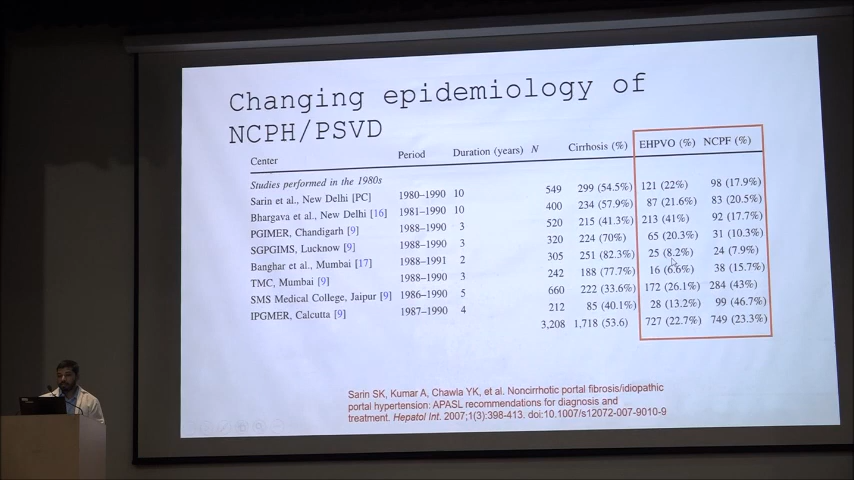 Changing epidemiology of
NCPH/PSVD
Center Period Duration (years) N Cirrhosis (%) EHPVO (%) NCPF (%)
Studies performed in the 1980s
Sarin et al., New Delhi [PC] 1980–1990 10 549 299 (54.5%) 121 (22%) 98 (17.9%)
Bhargava et al., New Delhi [16] 1981–1990 10 400 234 (57.9%) 87 (21.6%) 83 (20.5%)
PGIMER, Chandigarh [9] 1988–1990 3 520 215 (41.3%) 213 (41%) 92 (17.7%)
SGPGIMS, Lucknow [9] 1988–1990 3 320 224 (70%) 65 (20.3%) 31 (10.3%)
Banghar et al., Mumbai [17] 1988–1991 2 305 251 (82.3%) 25 (8.2%) 24 (7.9%)
TMC, Mumbai [9] 1988–1990 3 242 188 (77.7%) 16 (6.6%) 38 (15.7%)
SMS Medical College, Jaipur [9] 1986–1990 5 660 222 (33.6%) 172 (26.1%) 284 (43%)
IPGMER, Calcutta [9] 1987–1990 4 212 85 (40.1%) 28 (13.2%) 99 (46.7%)
3,208 1,718 (53.6) 727 (22.7%) 749 (23.3%)
Sarin SK, Kumar A, Chawla YK, et al. Noncirrhotic portal fibrosis/idiopathic
portal hypertension: APASL recommendations for diagnosis and
treatment. Hepatol Int. 2007;1(3):398-413. doi:10.1007/s12072-007-9010-9